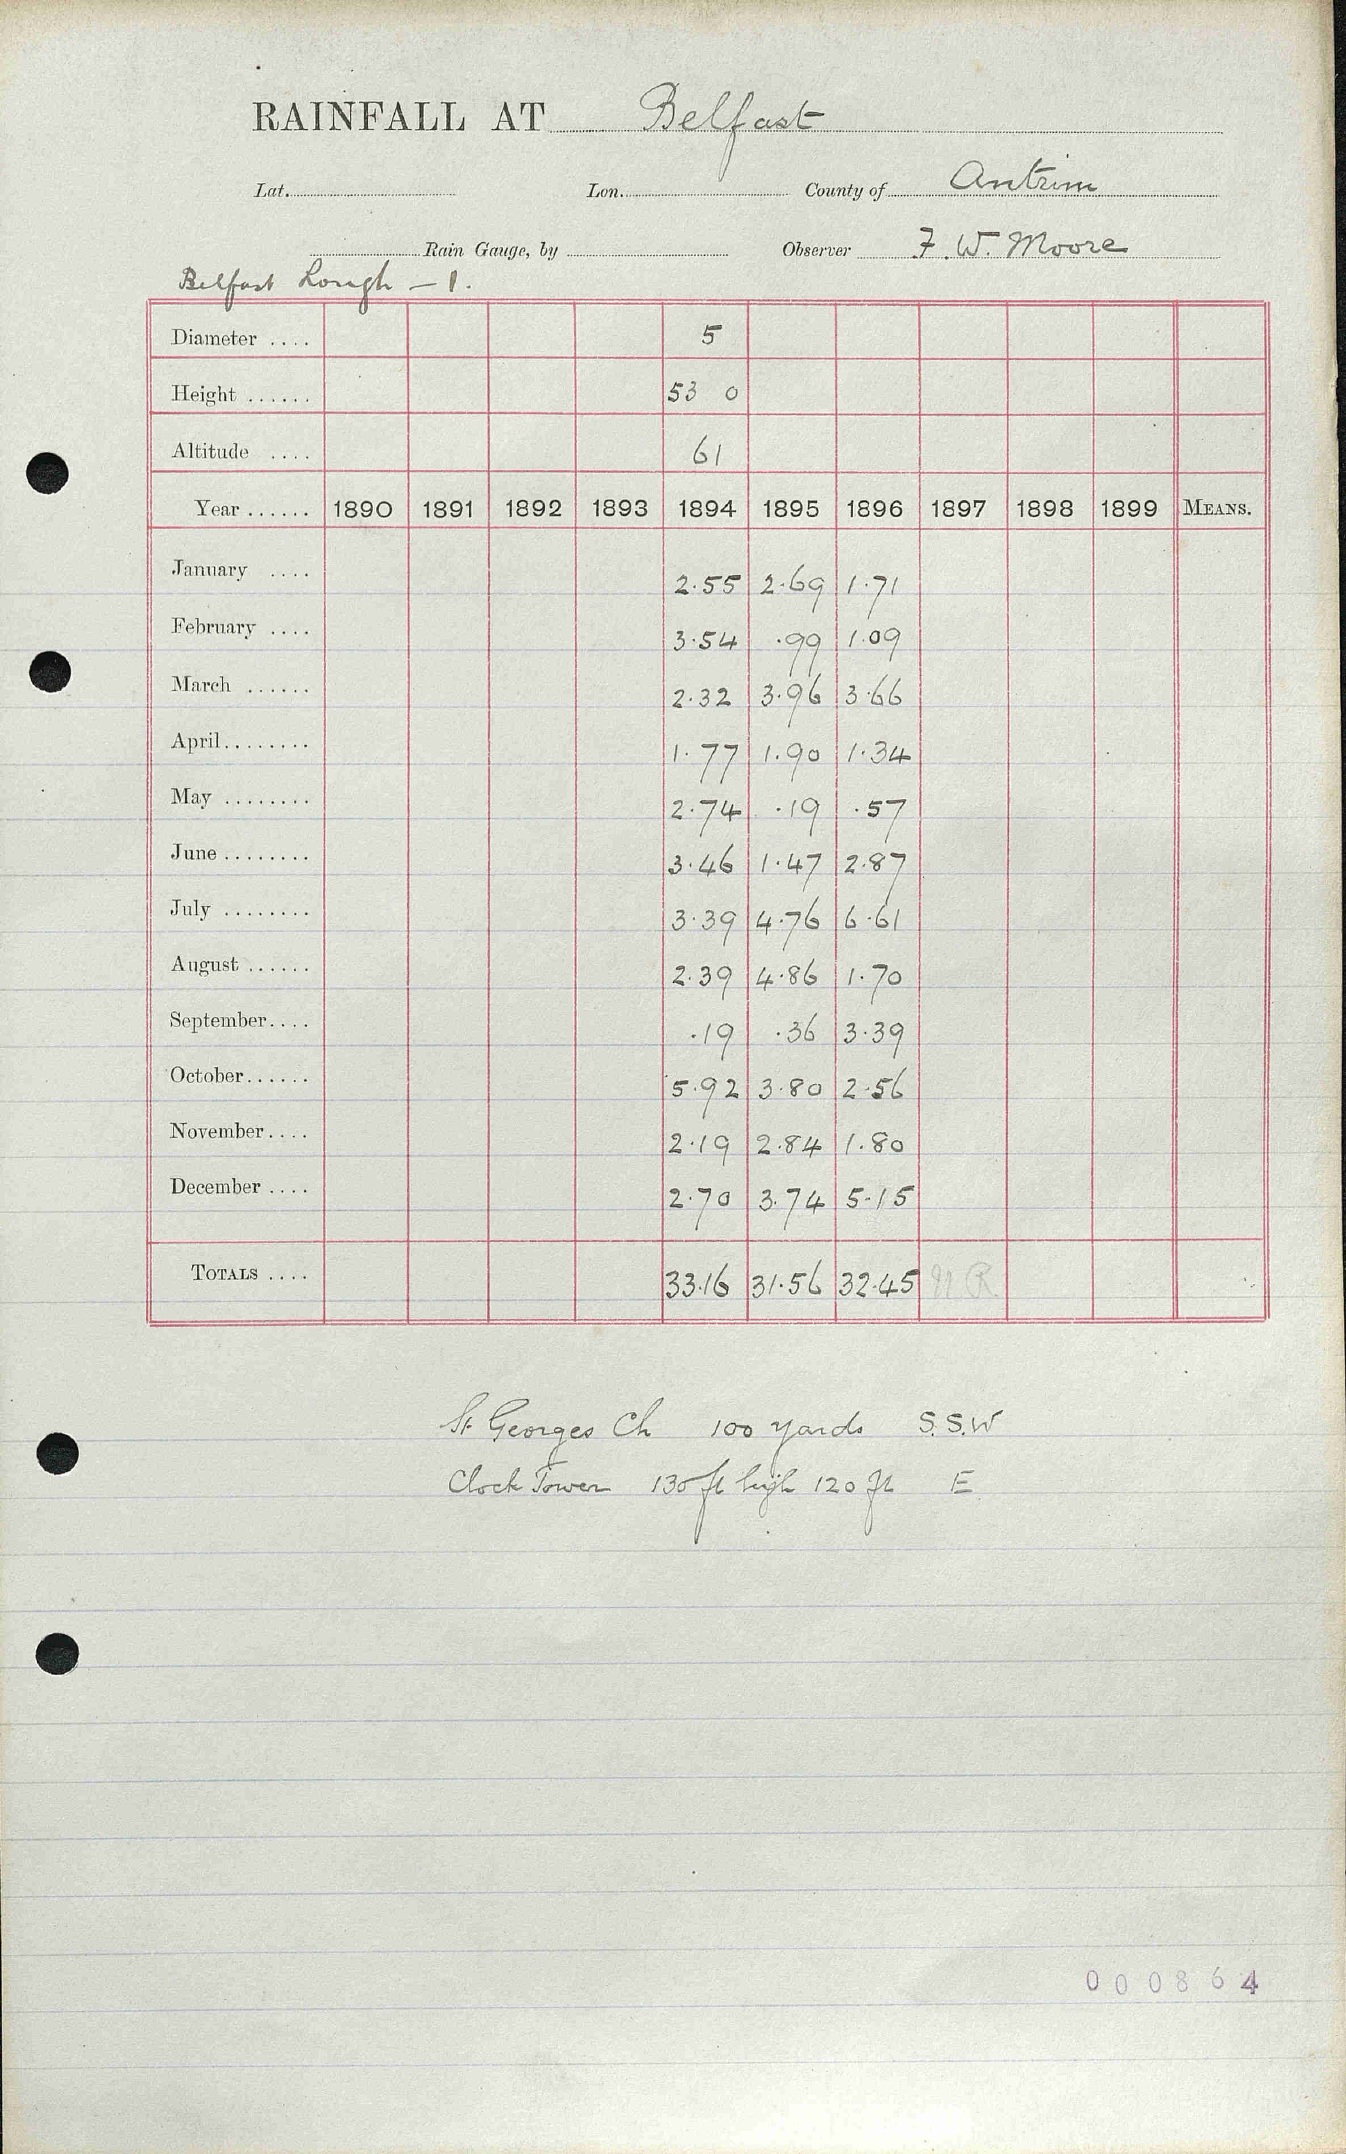 RAINFALL AT Belfast
Lat. Lon. County of Antrim
Rain Gauge, by Observer F. W. Moore
Belfast Lough - 1.
Diameter .... 5
Height ...... 53 0
Altitude .... 61
Year ...... 1890 1891 1892 1893 1894 1895 1896 1897 1898 1899 MEANS.
January .... 2.55 2.69 1.71
February .... 3.54 .99 1.09
March ...... 2.32 3.96 3.66
April........ 1.77 1.90 1.34
May ........ 2.74 .19 .57
June ........ 3.46 1.47 2.87
July ........ 3.39 4.76 6.61
August ...... 2.39 4.86 1.70
September.... .19 .36 3.39
October...... 5.92 3.80 2.56
November.... 2.19 2.84 1.80
December .... 2.70 3.74 5.15
TOTALS .... 33.16 31.56 32.45 N R
St Georges Ch 100 yards S.S.W
Clock Tower 130 ft high 120 ft E
000864